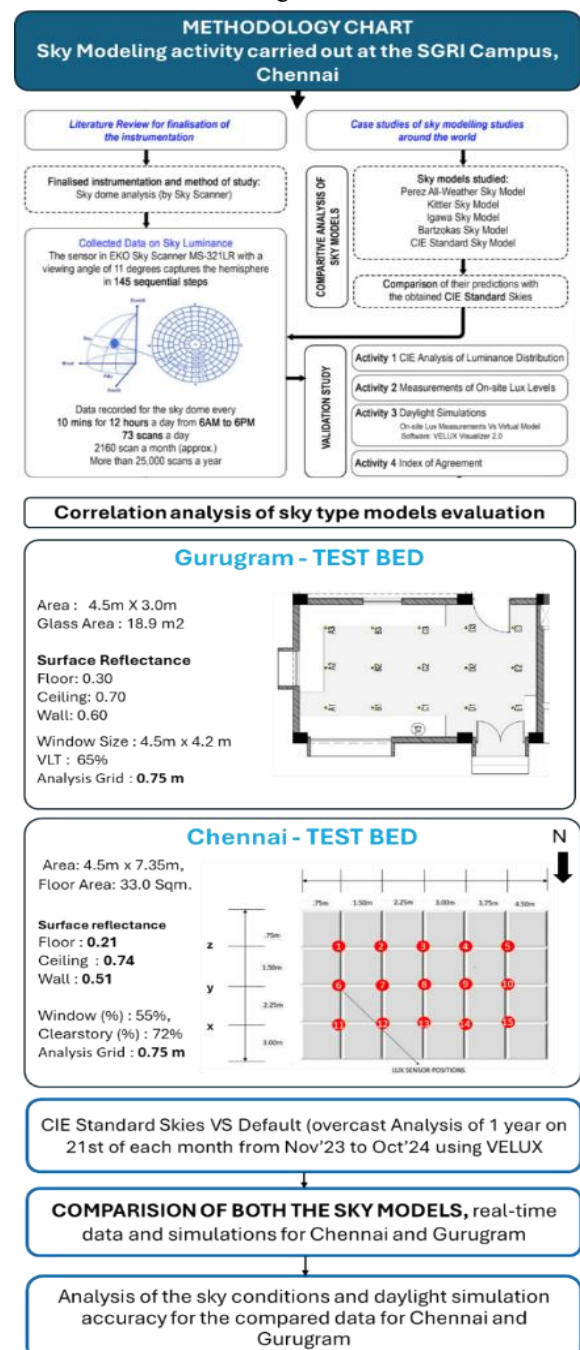 METHODOLOGY CHART
Sky Modeling activity carried out at the SGRI Campus,
Chennai
Literature Review for finalisation of
the instrumentation
Case studies of sky modelling studies
around the world
Finalised instrumentation and method of study:
Sky dome analysis (by Sky Scanner)
COMPARITIVE ANALYSIS OF
SKY MODELS
Sky models studied:
Perez All-Weather Sky Model
Kittler Sky Model
Igawa Sky Model
Bartzokas Sky Model
CIE Standard Sky Model
Collected Data on Sky Luminance
The sensor in EKO Sky Scanner MS-321LR with a
viewing angle of 11 degrees captures the hemisphere
in 145 sequential steps
Comparison of their predictions with
the obtained CIE Standard Skies
Data recorded for the sky dome every
10 mins for 12 hours a day from 6AM to 6PM
73 scans a day
2160 scan a month (approx.)
More than 25,000 scans a year
VALIDATION STUDY
Activity 1 CIE Analysis of Luminance Distribution
Activity 2 Measurements of On-site Lux Levels
Activity 3 Daylight Simulations
On-site Lux Measurements Vs Virtual Model
Software: VELUX Visualizer 2.0
Activity 4 Index of Agreement
Correlation analysis of sky type models evaluation
Gurugram - TEST BED
Area : 4.5m X 3.0m
Glass Area : 18.9 m2
Surface Reflectance
Floor: 0.30
Ceiling: 0.70
Wall: 0.60
Window Size : 4.5m x 4.2 m
VLT : 65%
Analysis Grid : 0.75 m
A3 B3 C3 D3 E3
A2 B2 C2 D2 E2
A1 B1 C1 D1 E1
Chennai - TEST BED
N
Area: 4.5m x 7.35m,
Floor Area: 33.0 Sqm.
Surface reflectance
Floor : 0.21
Ceiling : 0.74
Wall : 0.51
Window (%) : 55%,
Clearstory (%) : 72%
Analysis Grid : 0.75 m
.75m 1.50m 2.25m 3.00m 3.75m 4.50m
.75m
z 1 2 3 4 5
1.50m
y 6 7 8 9 10
2.25m
x 11 12 13 14 15
3.00m
LUX SENSOR POSITIONS
CIE Standard Skies VS Default (overcast Analysis of 1 year on
21st of each month from Nov'23 to Oct'24 using VELUX
COMPARISION OF BOTH THE SKY MODELS, real-time
data and simulations for Chennai and Gurugram
Analysis of the sky conditions and daylight simulation
accuracy for the compared data for Chennai and
Gurugram